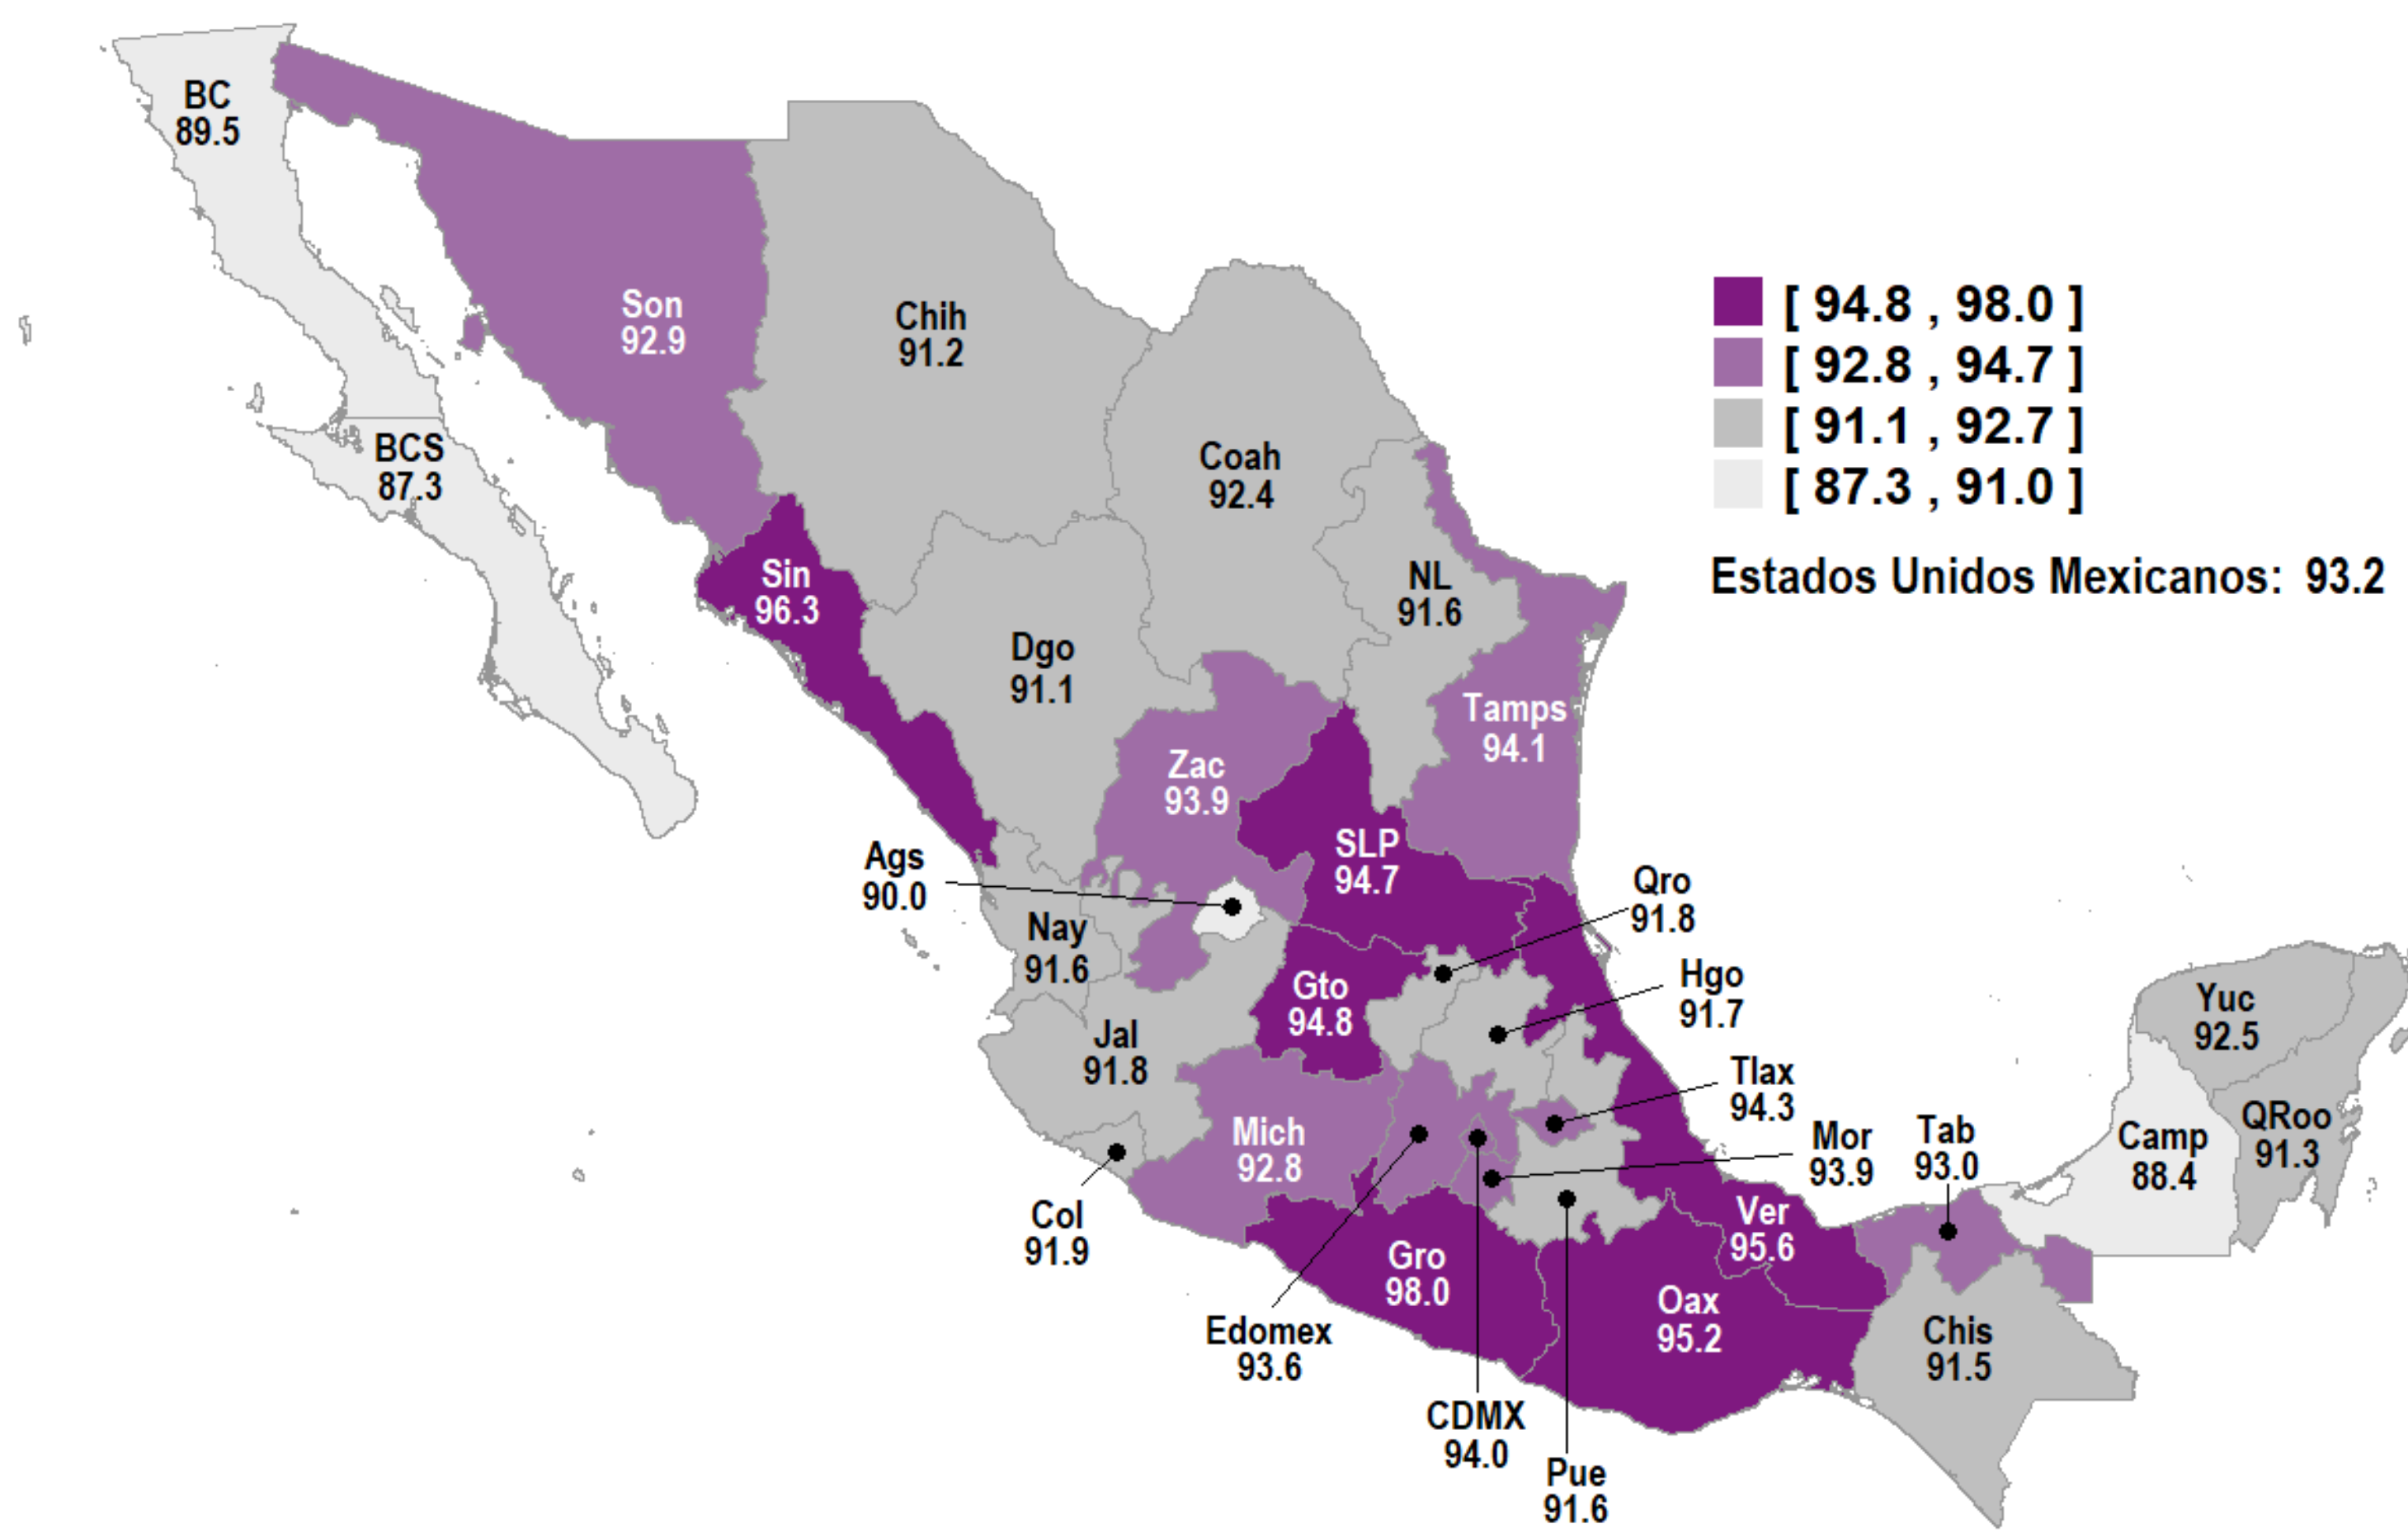 BC
89.5
BCS
87.3
Son
92.9
Chih
91.2
Coah
92.4
[ 94.8 , 98.0 ]
[ 92.8 , 94.7 ]
[ 91.1 , 92.7 ]
[ 87.3 , 91.0 ]
Estados Unidos Mexicanos: 93.2
Sin
96.3
NL
91.6
Dgo
91.1
Tamps
94.1
Zac
93.9
SLP
94.7
Ags
90.0
Qro
91.8
Nay
91.6
Gto
94.8
Hgo
91.7
Jal
91.8
Tlax
94.3
Mich
92.8
Mor
93.9
Tab
93.0
Yuc
92.5
QRoo
91.3
Camp
88.4
Col
91.9
Ver
95.6
Gro
98.0
Oax
95.2
Edomex
93.6
Chis
91.5
CDMX
94.0
Pue
91.6